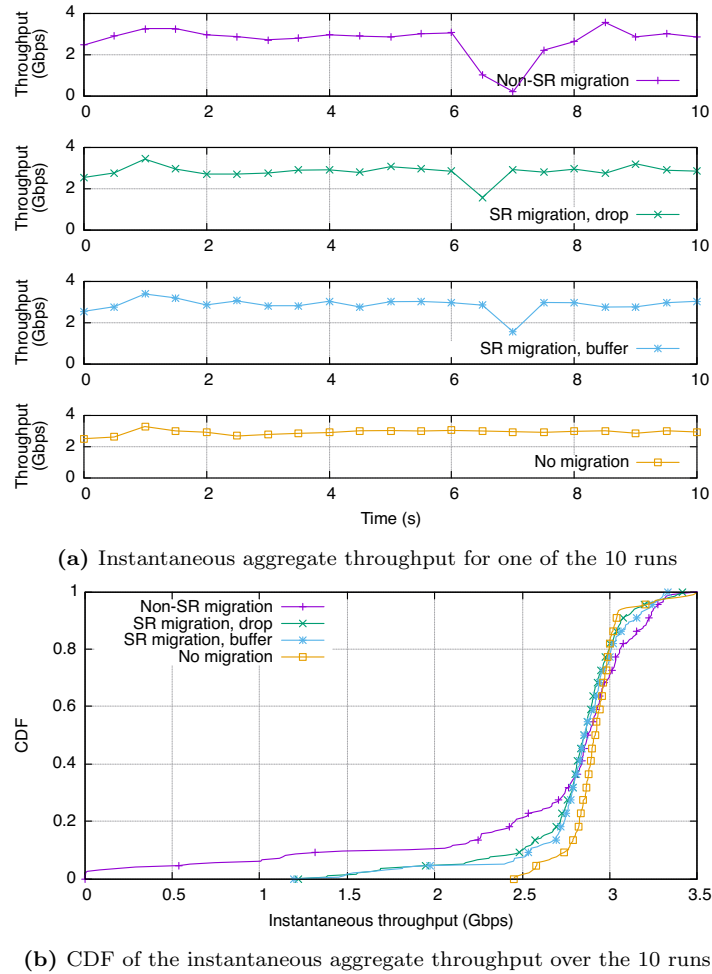 Throughput
(Gbps)
4
2
0
Non-SR migration
0 2 4 6 8 10
Throughput
(Gbps)
4
2
0
SR migration, drop
0 2 4 6 8 10
Throughput
(Gbps)
4
2
0
SR migration, buffer
0 2 4 6 8 10
Throughput
(Gbps)
4
2
0
No migration
0 2 4 6 8 10
Time (s)
(a) Instantaneous aggregate throughput for one of the 10 runs
CDF
1
0.8
0.6
0.4
0.2
0
Non-SR migration
SR migration, drop
SR migration, buffer
No migration
0 0.5 1 1.5 2 2.5 3 3.5
Instantaneous throughput (Gbps)
(b) CDF of the instantaneous aggregate throughput over the 10 runs